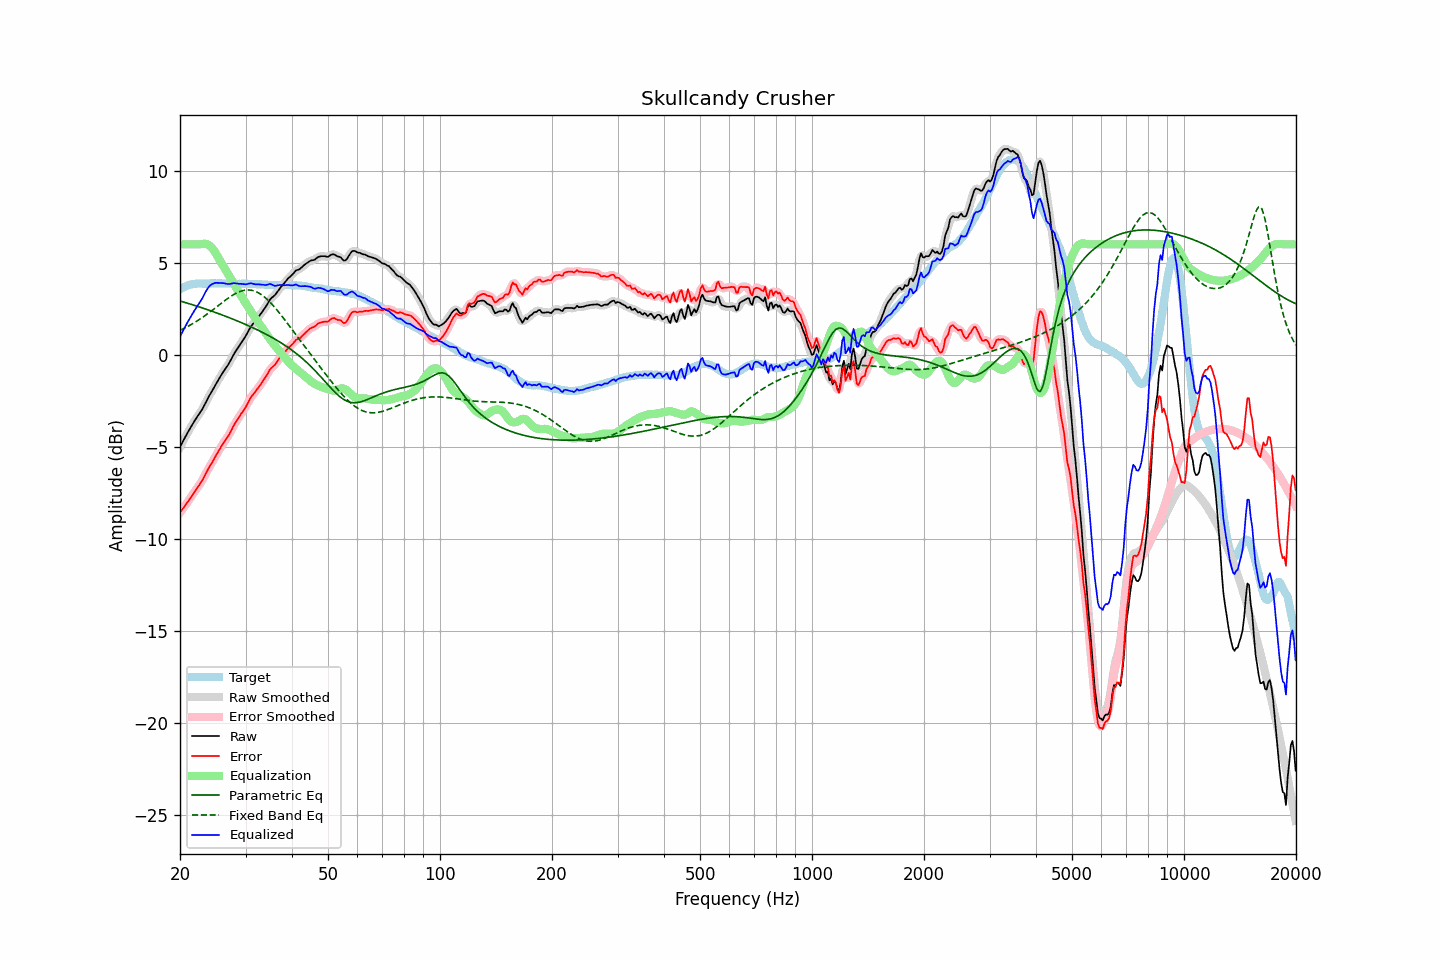 Skullcandy Crusher
10
5
0
−5
−10
−15
−20
−25
Amplitude (dBr)
Target
Raw Smoothed
Error Smoothed
Raw
Error
Equalization
Parametric Eq
Fixed Band Eq
Equalized
20 50 100 200 500 1000 2000 5000 10000 20000
Frequency (Hz)